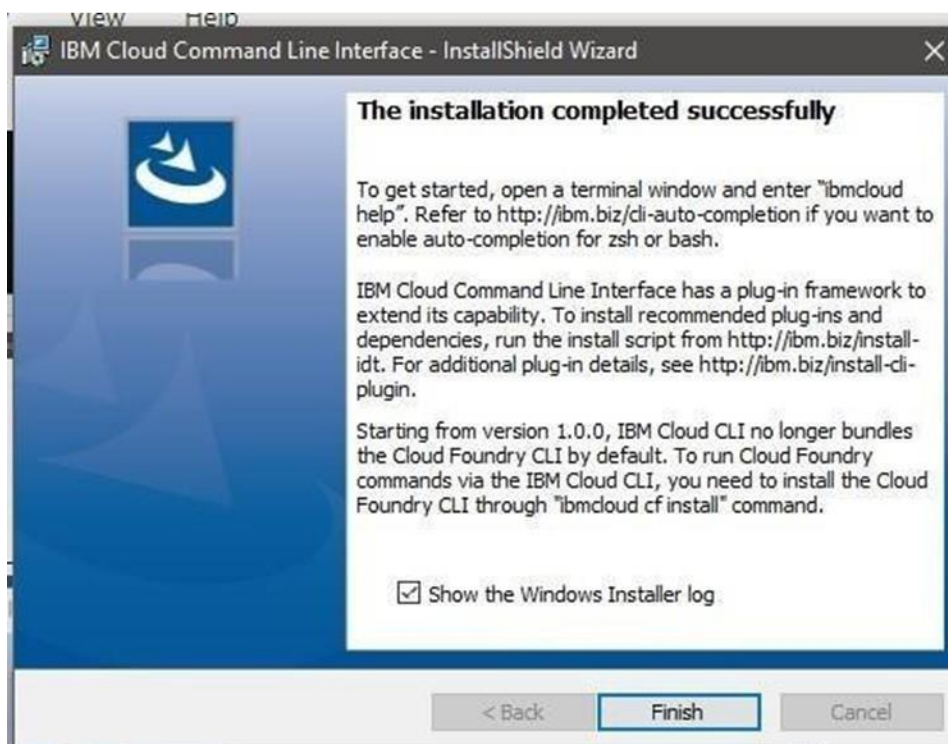 View Help
IBM Cloud Command Line Interface - InstallShield Wizard
The installation completed successfully
To get started, open a terminal window and enter "ibmcloud
help". Refer to http://ibm.biz/cli-auto-completion if you want to
enable auto-completion for zsh or bash.
IBM Cloud Command Line Interface has a plug-in framework to
extend its capability. To install recommended plug-ins and
dependencies, run the install script from http://ibm.biz/install-
idt. For additional plug-in details, see http://ibm.biz/install-cli-
plugin.
Starting from version 1.0.0, IBM Cloud CLI no longer bundles
the Cloud Foundry CLI by default. To run Cloud Foundry
commands via the IBM Cloud CLI, you need to install the Cloud
Foundry CLI through "ibmcloud cf install" command.
Show the Windows Installer log
< Back Finish Cancel